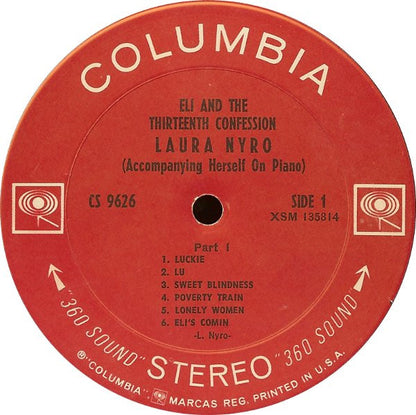 COLUMBIA
ELI AND THE
THIRTEENTH CONFESSION
LAURA NYRO
(Accompanying Herself On Piano)
CS 9626
SIDE 1
XSM 135814
Part 1
1. LUCKIE
2. LU
3. SWEET BLINDNESS
4. POVERTY TRAIN
5. LONELY WOMEN
6. ELI'S COMIN
-L. Nyro-
"360 SOUND" STEREO "360 SOUND"
® "COLUMBIA" MARCAS REG. PRINTED IN U.S.A.